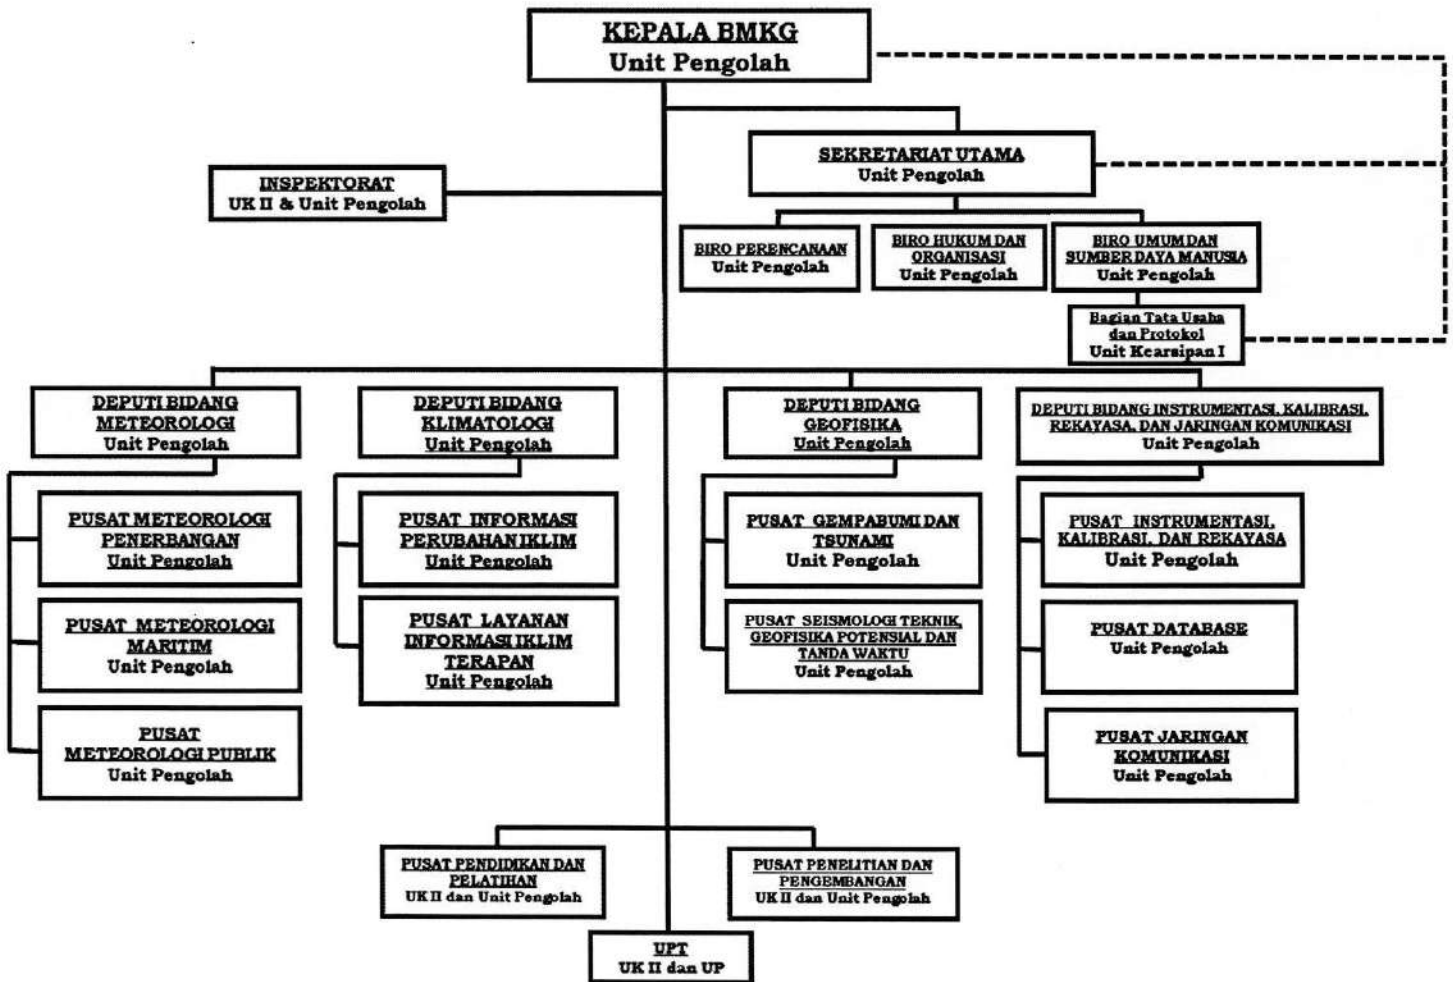 KEPALA BMKG
Unit Pengolah
SEKRETARIAT UTAMA
Unit Pengolah
INSPEKTORAT
UK II & Unit Pengolah
BIRO PERENCANAAN
Unit Pengolah
BIRO HUKUM DAN
ORGANISASI
Unit Pengolah
BIRO UMUM DAN
SUMBER DAYA MANUSIA
Unit Pengolah
Bagian Tata Usaha
dan Protokol
Unit Kearsipan I
DEPUTI BIDANG
METEOROLOGI
Unit Pengolah
DEPUTI BIDANG
KLIMATOLOGI
Unit Pengolah
DEPUTI BIDANG
GEOFISIKA
Unit Pengolah
DEPUTI BIDANG INSTRUMENTASI, KALIBRASI,
REKAYASA, DAN JARINGAN KOMUNIKASI
Unit Pengolah
PUSAT METEOROLOGI
PENERBANGAN
Unit Pengolah
PUSAT INFORMASI
PERUBAHAN IKLIM
Unit Pengolah
PUSAT GEMPABUMI DAN
TSUNAMI
Unit Pengolah
PUSAT INSTRUMENTASI,
KALIBRASI, DAN REKAYASA
Unit Pengolah
PUSAT METEOROLOGI
MARITIM
Unit Pengolah
PUSAT LAYANAN
INFORMASI IKLIM
TERAPAN
Unit Pengolah
PUSAT SEISMOLOGI TEKNIK,
GEOFISIKA POTENSIAL DAN
TANDA WAKTU
Unit Pengolah
PUSAT DATABASE
Unit Pengolah
PUSAT
METEOROLOGI PUBLIK
Unit Pengolah
PUSAT JARINGAN
KOMUNIKASI
Unit Pengolah
PUSAT PENDIDIKAN DAN
PELATIHAN
UK II dan Unit Pengolah
PUSAT PENELITIAN DAN
PENGEMBANGAN
UK II dan Unit Pengolah
UPT
UK II dan UP